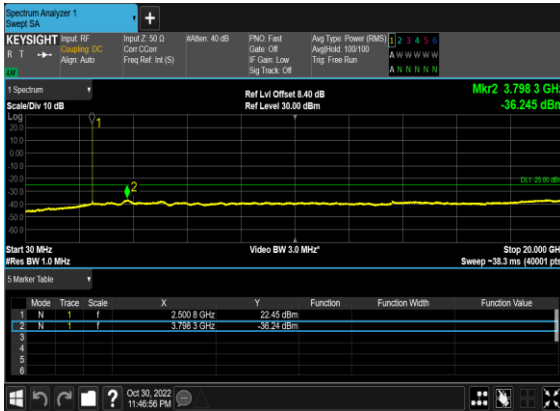 Spectrum Analyzer 1
Swept SA
+
KEYSIGHT Input: RF Input Z: 50 Ω #Atten: 40 dB PNO: Fast Avg Type: Power (RMS) 1 2 3 4 5 6
R T Coupling: DC Corr CCorr Gate: Off Avg|Hold: 100/100 A W W W W W
Align: Auto Freq Ref: Int (S) IF Gain: Low Trig: Free Run
Sig Track: Off A N N N N N
1 Spectrum
Ref Lvl Offset 8.40 dB Mkr2 3.798 3 GHz
Scale/Div 10 dB Ref Level 30.00 dBm -36.245 dBm
Log
20.0
10.0
0.00
-10.0
-20.0
-30.0
-40.0
-50.0
-60.0
1
2
DL1 -25.00 dBm
Start 30 MHz Video BW 3.0 MHz* Stop 20.000 GHz
#Res BW 1.0 MHz Sweep ~38.3 ms (40001 pts)
5 Marker Table
Mode Trace Scale X Y Function Function Width Function Value
1 N 1 f 2.500 8 GHz 22.45 dBm
2 N 1 f 3.798 3 GHz -36.24 dBm
3
4
5
6
? Oct 30, 2022
11:46:56 PM